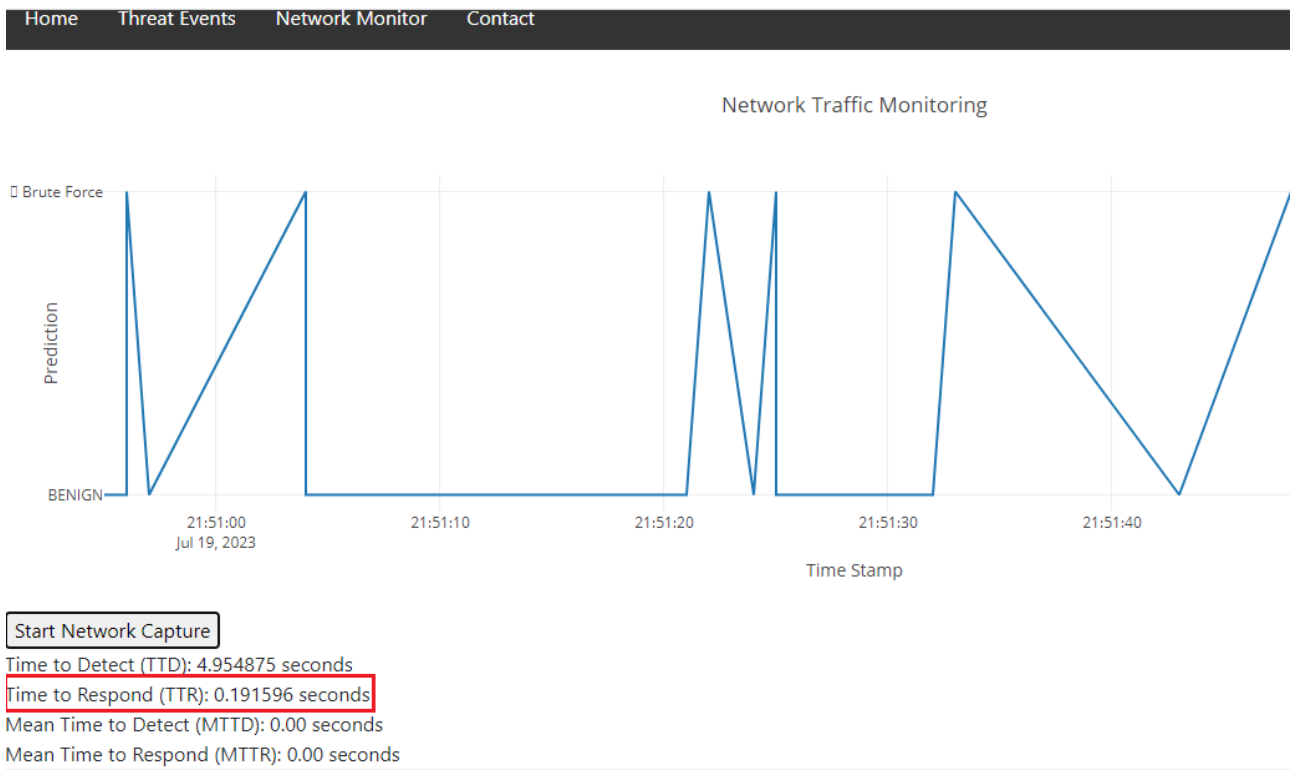 Home Threat Events Network Monitor Contact
Network Traffic Monitoring
▯ Brute Force
Prediction
BENIGN
21:51:00 21:51:10 21:51:20 21:51:30 21:51:40
Jul 19, 2023
Time Stamp
Start Network Capture
Time to Detect (TTD): 4.954875 seconds
Time to Respond (TTR): 0.191596 seconds
Mean Time to Detect (MTTD): 0.00 seconds
Mean Time to Respond (MTTR): 0.00 seconds